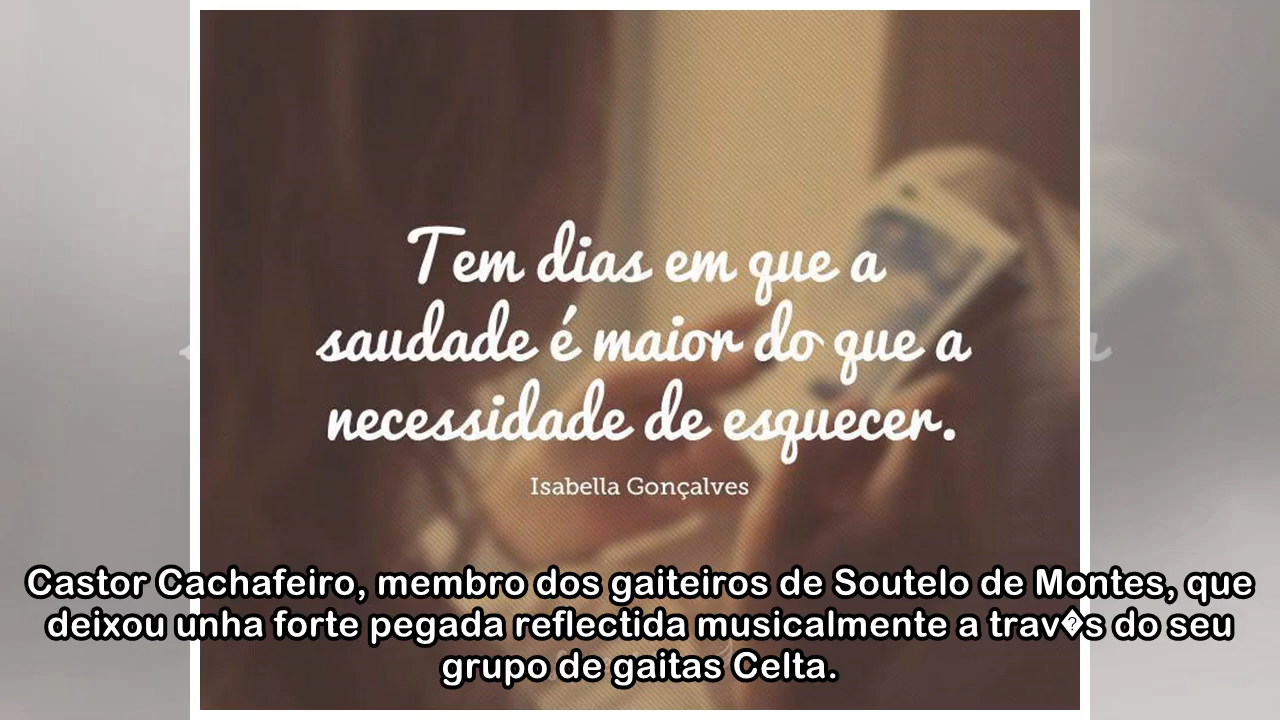 Tem dias em que a
saudade é maior do que a
necessidade de esquecer.
Isabella Gonçalves
Castor Cachafeiro, membro dos gaiteiros de Soutelo de Montes, que
deixou unha forte pegada reflectida musicalmente a trav�s do seu
grupo de gaitas Celta.